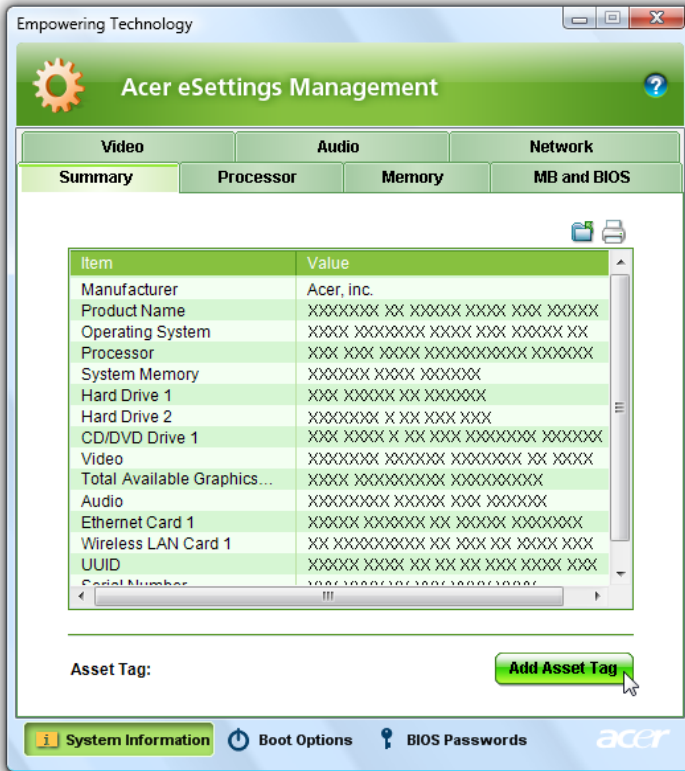 Empowering Technology
Acer eSettings Management
Video Audio Network
Summary Processor Memory MB and BIOS
Item Value
Manufacturer Acer, inc.
Product Name XXXXXXX XX XXXXX XXXX XXX XXXXX
Operating System XXXX XXXXXXX XXXX XXX XXXXX XX
Processor XXX XXX XXXX XXXXXXXXXX XXXXXX
System Memory XXXXXX XXXX XXXXXX
Hard Drive 1 XXX XXXXX XX XXXXXX
Hard Drive 2 XXXXXXX X XX XXX XXX
CD/DVD Drive 1 XXX XXXX X XX XXX XXXXXXX XXXXXX
Video XXXXXXXX XXXXXX XXXXXXX XX XXXX
Total Available Graphics... XXXX XXXXXXXXXX XXXXXXXXX
Audio XXXXXXXX XXXXX XXX XXXXXX
Ethernet Card 1 XXXXX XXXXXX XX XXXXX XXXXXXX
Wireless LAN Card 1 XX XXXXXXXXX XX XXX XX XXXX XXX
UUID XXXXX XXXX XX XX XX XXX XXXX XXX
Serial Number
Asset Tag: Add Asset Tag
System Information Boot Options BIOS Passwords acer